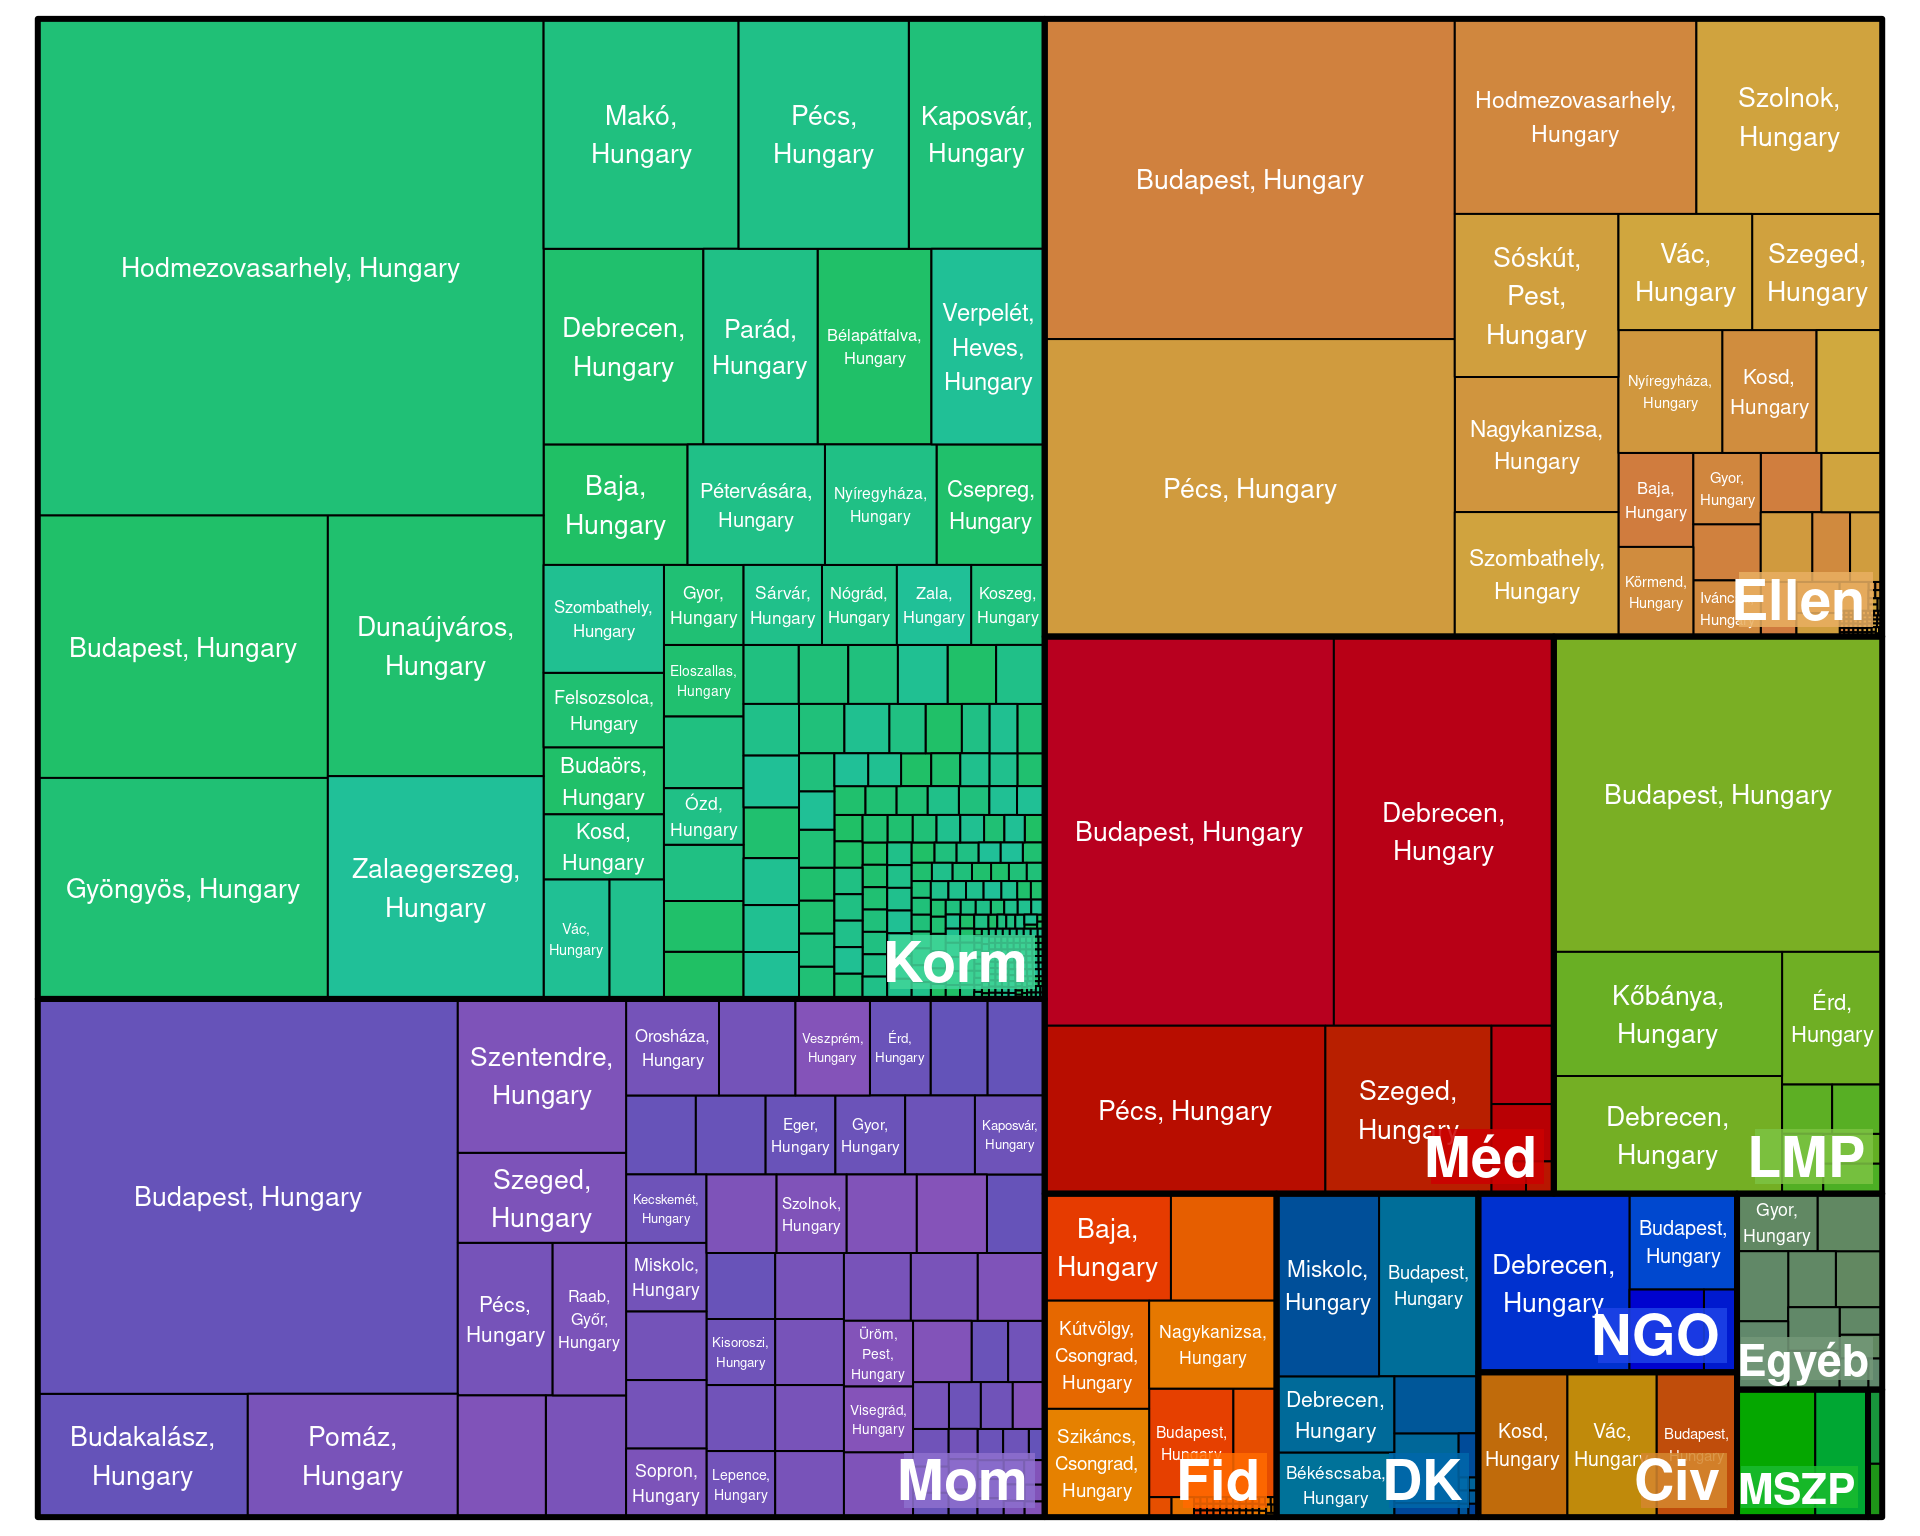 Hodmezovasarhely, Hungary
Makó,
Hungary
Pécs,
Hungary
Kaposvár,
Hungary
Debrecen,
Hungary
Parád,
Hungary
Bélapátfalva,
Hungary
Verpelét,
Heves,
Hungary
Baja,
Hungary
Pétervására,
Hungary
Nyíregyháza,
Hungary
Csepreg,
Hungary
Budapest, Hungary
Dunaújváros,
Hungary
Gyöngyös, Hungary
Zalaegerszeg,
Hungary
Szombathely,
Hungary
Gyor,
Hungary
Sárvár,
Hungary
Nógrád,
Hungary
Zala,
Hungary
Koszeg,
Hungary
Felsozsolca,
Hungary
Eloszallas,
Hungary
Budaörs,
Hungary
Ózd,
Hungary
Kosd,
Hungary
Vác,
Hungary
Korm
Budapest, Hungary
Hodmezovasarhely,
Hungary
Szolnok,
Hungary
Pécs, Hungary
Sóskút,
Pest,
Hungary
Vác,
Hungary
Szeged,
Hungary
Nagykanizsa,
Hungary
Nyíregyháza,
Hungary
Kosd,
Hungary
Szombathely,
Hungary
Baja,
Hungary
Gyor,
Hungary
Körmend,
Hungary
Ellen
Budapest, Hungary
Debrecen,
Hungary
Pécs, Hungary
Szeged,
Hungary
Méd
Budapest, Hungary
Kőbánya,
Hungary
Érd,
Hungary
Debrecen,
Hungary
LMP
Budapest, Hungary
Szentendre,
Hungary
Szeged,
Hungary
Pécs,
Hungary
Raab,
Győr,
Hungary
Budakalász,
Hungary
Pomáz,
Hungary
Orosháza,
Hungary
Veszprém,
Hungary
Érd,
Hungary
Eger,
Hungary
Gyor,
Hungary
Kaposvár,
Hungary
Kecskemét,
Hungary
Szolnok,
Hungary
Miskolc,
Hungary
Kisoroszi,
Hungary
Üröm,
Pest,
Hungary
Visegrád,
Hungary
Sopron,
Hungary
Lepence,
Hungary
Mom
Baja,
Hungary
Kútvölgy,
Csongrad,
Hungary
Nagykanizsa,
Hungary
Szikáncs,
Csongrad,
Hungary
Budapest,
Hungary
Fid
Miskolc,
Hungary
Budapest,
Hungary
Debrecen,
Hungary
Békéscsaba,
Hungary
DK
Debrecen,
Hungary
Budapest,
Hungary
NGO
Kosd,
Hungary
Vác,
Hungary
Budapest,
Civ
Gyor,
Hungary
Egyéb
MSZP